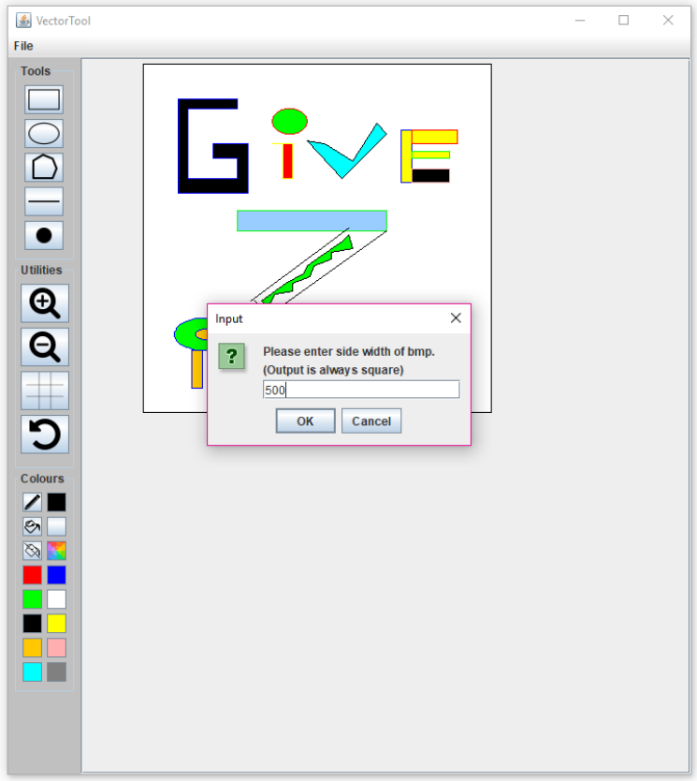 VectorTool
File
Tools
GivE
Utilities
Input
Please enter side width of bmp.
(Output is always square)
500
OK Cancel
Colours